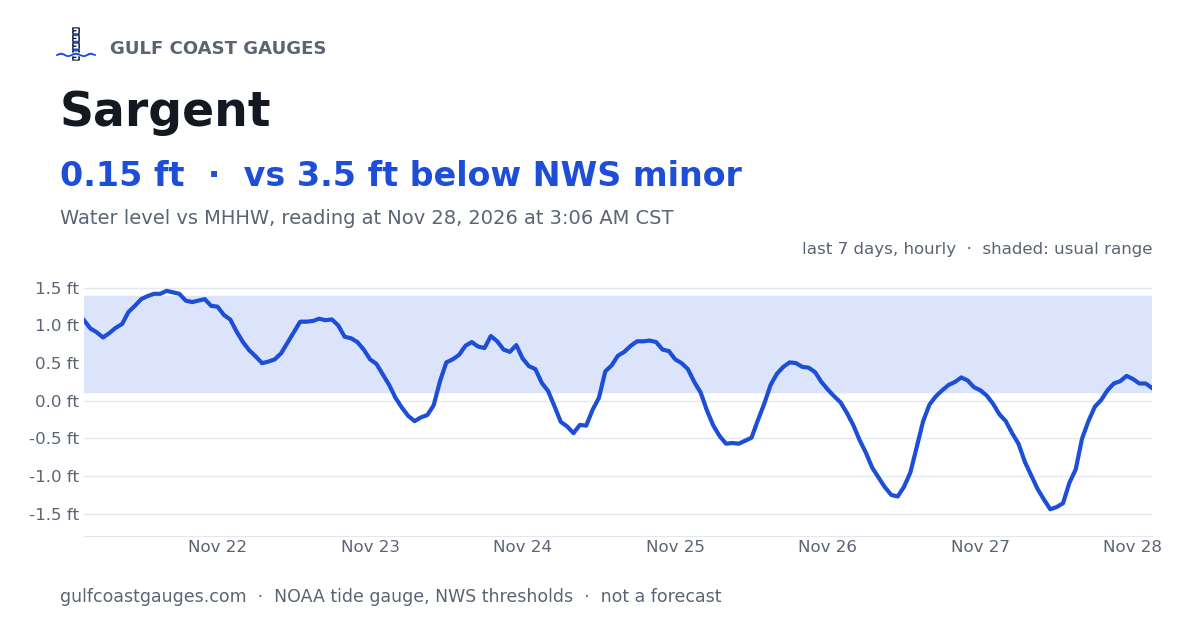 GULF COAST GAUGES
Sargent
0.15 ft · vs 3.5 ft below NWS minor
Water level vs MHHW, reading at Nov 28, 2026 at 3:06 AM CST
last 7 days, hourly · shaded: usual range
1.5 ft
1.0 ft
0.5 ft
0.0 ft
-0.5 ft
-1.0 ft
-1.5 ft
Nov 22 Nov 23 Nov 24 Nov 25 Nov 26 Nov 27 Nov 28
gulfcoastgauges.com · NOAA tide gauge, NWS thresholds · not a forecast